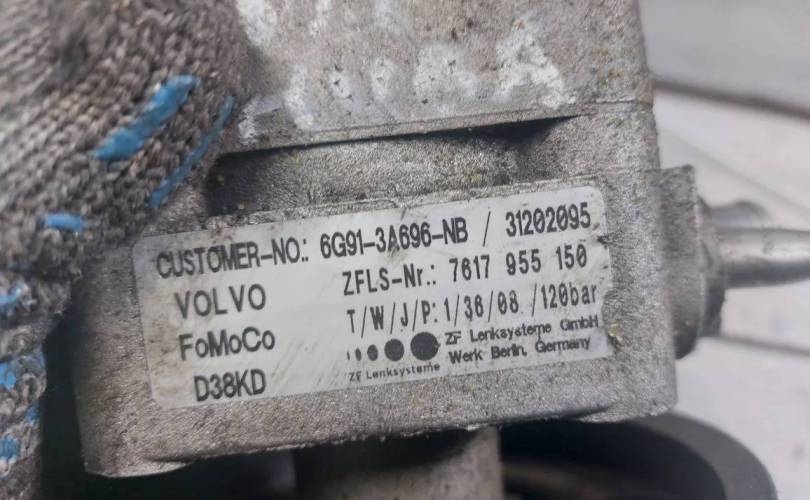 CUSTOMER-NO.: 6G91-3A696-NB / 31202095
VOLVO
ZFLS-Nr.: 7617 955 150
FoMoCo
T/W/J/P: 1/36/08 /120bar
D38KD
ZF Lenksysteme
ZF Lenksysteme GmbH
Werk Berlin, Germany